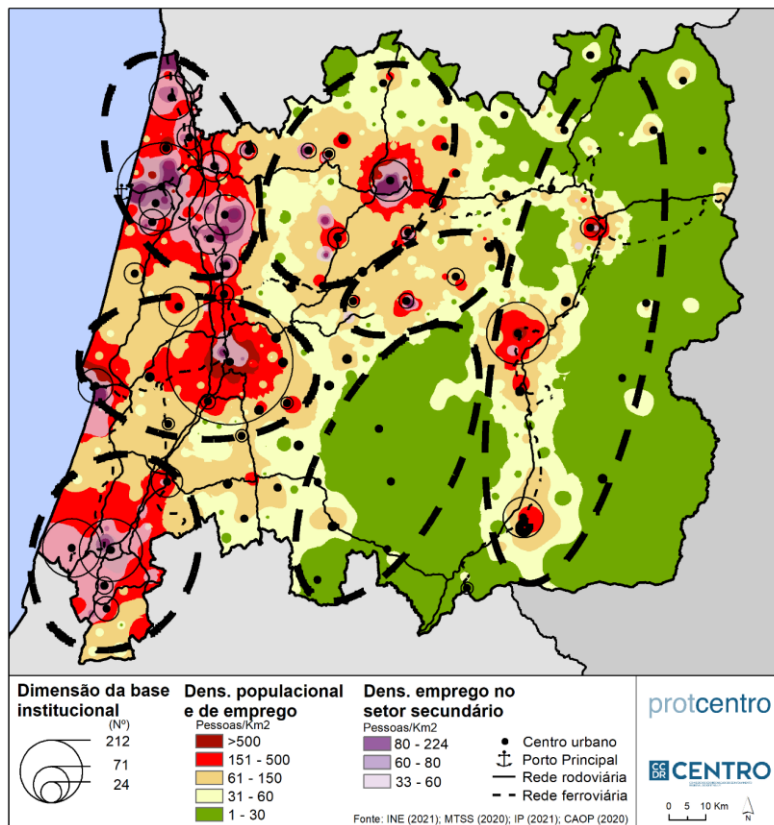 Dimensão da base
institucional
(Nº)
212
71
24
Dens. populacional
e de emprego
Pessoas/Km2
>500
151 - 500
61 - 150
31 - 60
1 - 30
Dens. emprego no
setor secundário
Pessoas/Km2
80 - 224
60 - 80
33 - 60
Centro urbano
Porto Principal
Rede rodoviária
Rede ferroviária
Fonte: INE (2021); MTSS (2020); IP (2021); CAOP (2020)
protcentro
CCDR CENTRO
0 5 10 Km
N